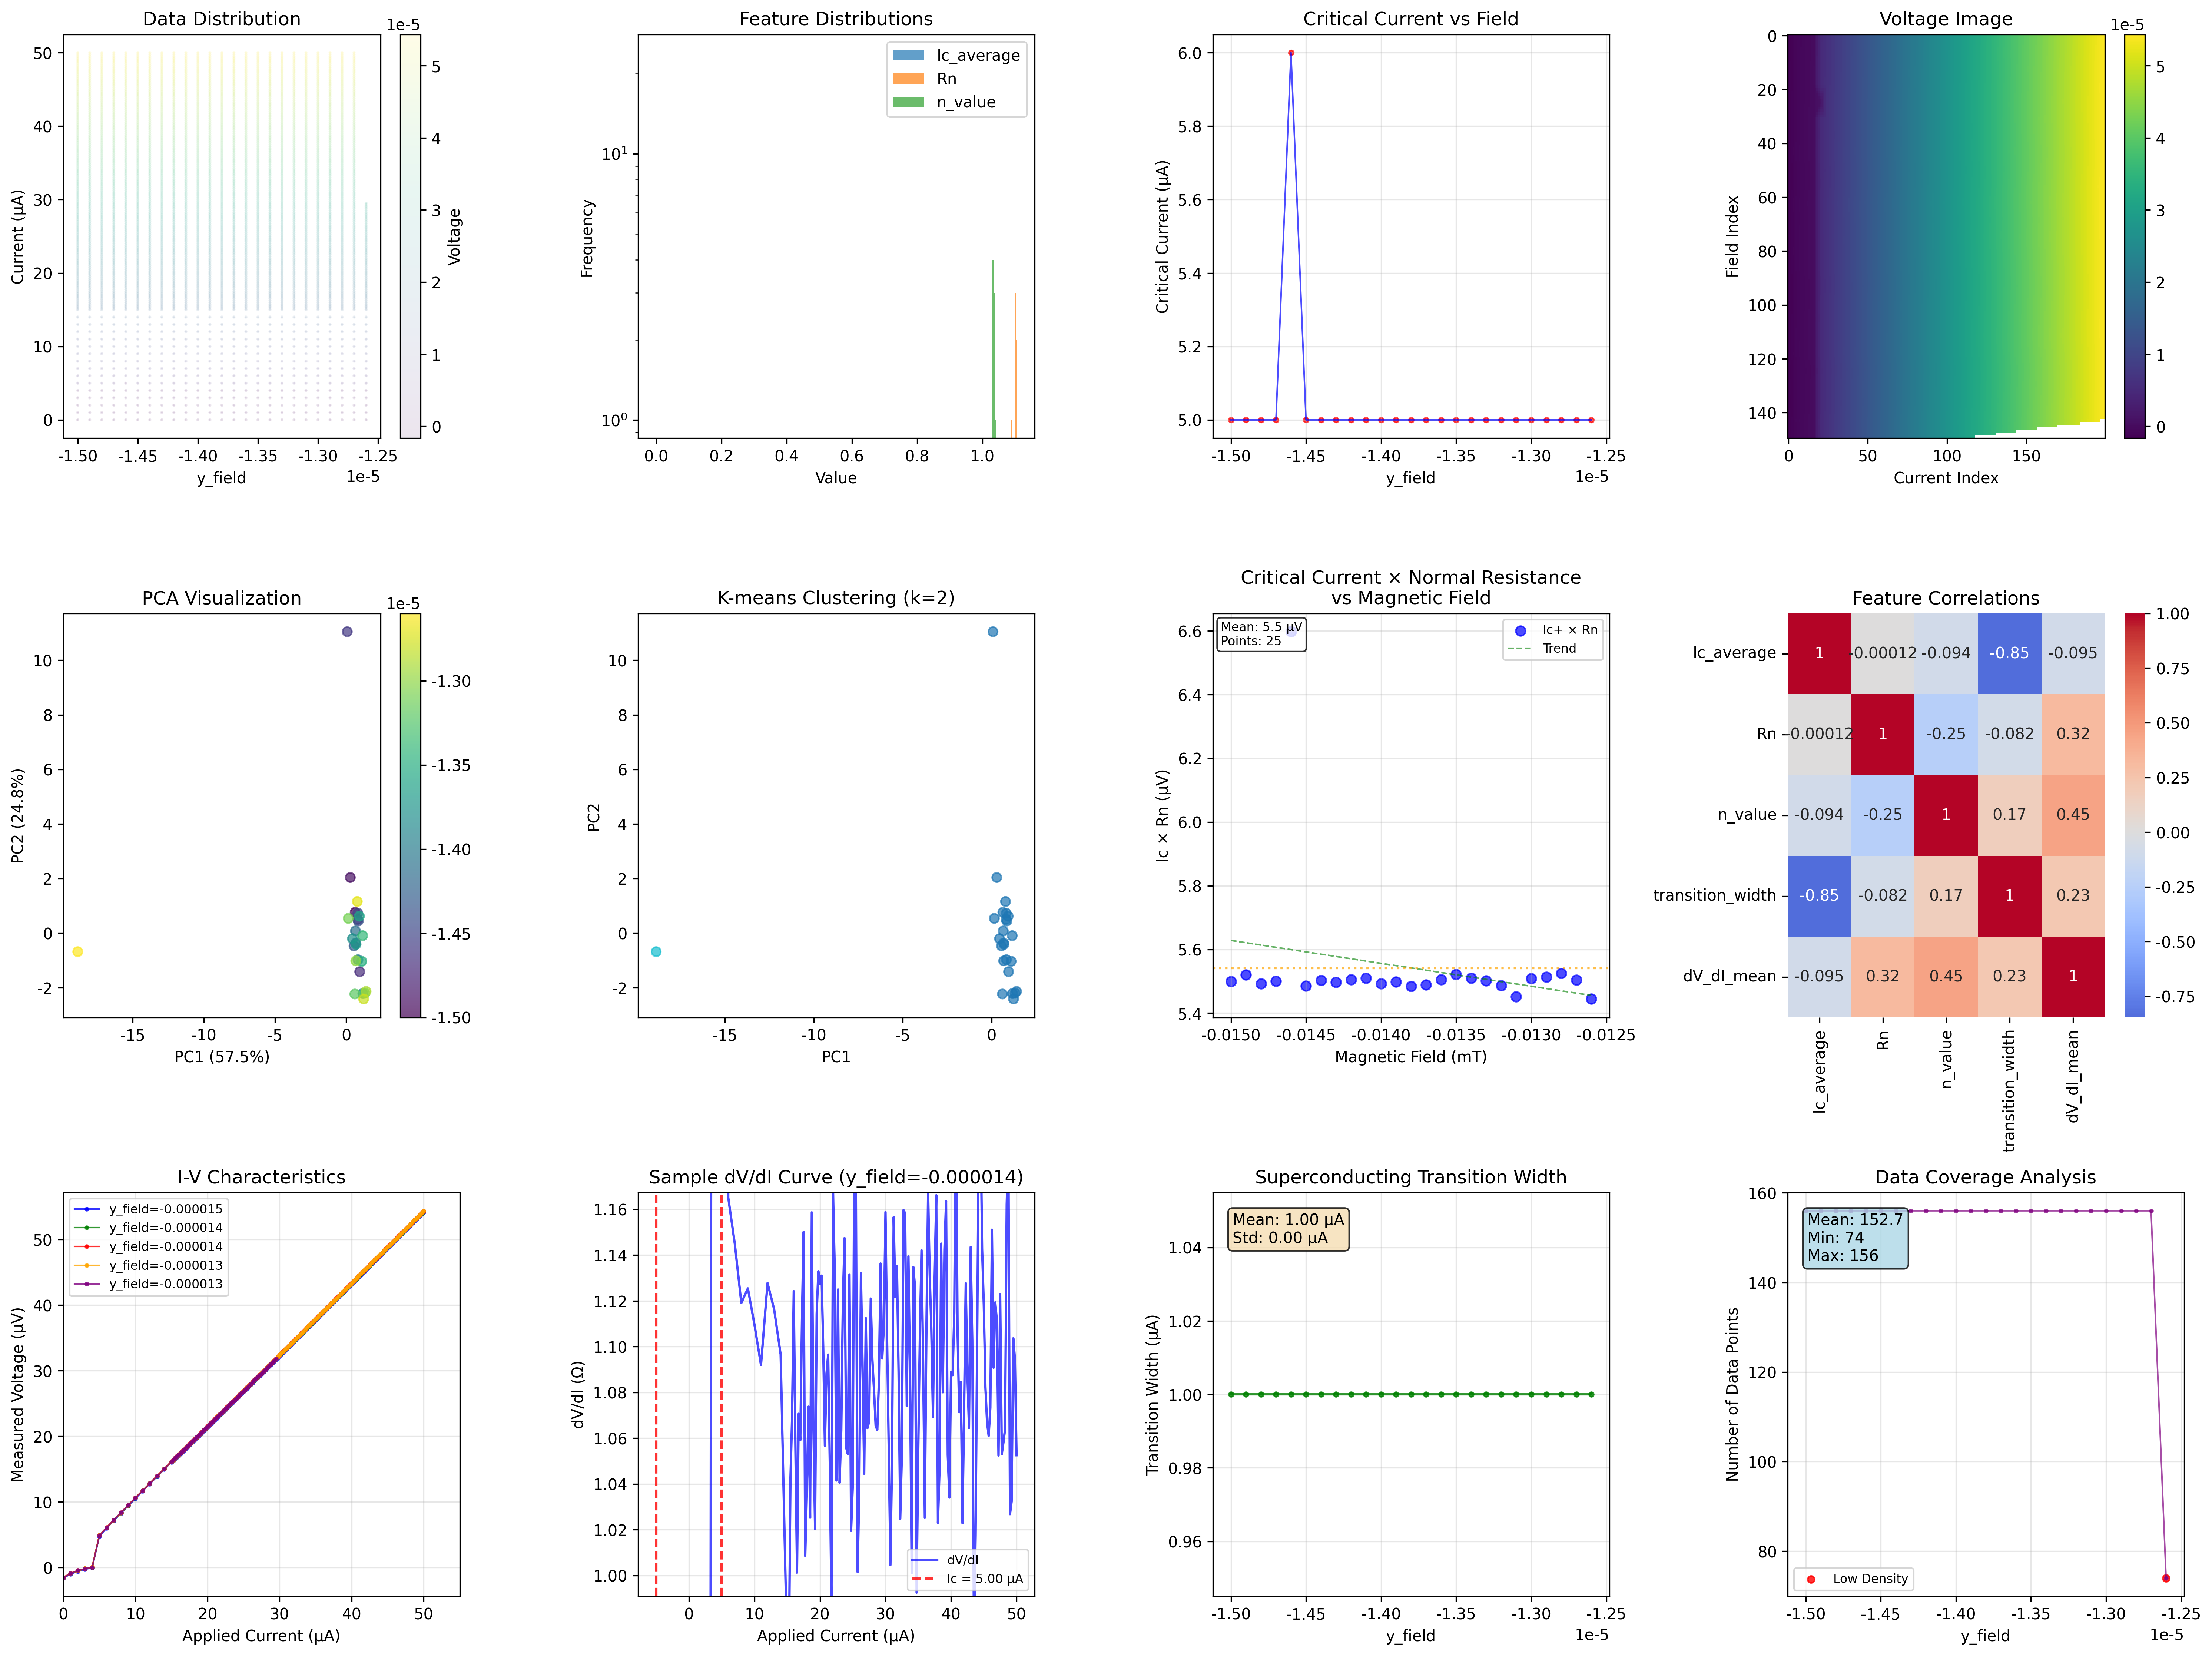 Data Distribution
1e-5
50
40
30
20
10
0
Current (μA)
-1.50 -1.45 -1.40 -1.35 -1.30 -1.25
y_field
1e-5
5
4
3
2
1
0
Voltage
Feature Distributions
Ic_average
Rn
n_value
10^1
10^0
Frequency
0.0 0.2 0.4 0.6 0.8 1.0
Value
Critical Current vs Field
6.0
5.8
5.6
5.4
5.2
5.0
Critical Current (μA)
-1.50 -1.45 -1.40 -1.35 -1.30 -1.25
y_field
1e-5
Voltage Image
1e-5
0
20
40
60
80
100
120
140
Field Index
0 50 100 150
Current Index
5
4
3
2
1
0
PCA Visualization
1e-5
10
8
6
4
2
0
-2
PC2 (24.8%)
-15 -10 -5 0
PC1 (57.5%)
-1.30
-1.35
-1.40
-1.45
-1.50
K-means Clustering (k=2)
10
8
6
4
2
0
-2
PC2
-15 -10 -5 0
PC1
Critical Current × Normal Resistance
vs Magnetic Field
Mean: 5.5 μV
Points: 25
Ic+ × Rn
Trend
6.6
6.4
6.2
6.0
5.8
5.6
5.4
Ic × Rn (μV)
-0.0150 -0.0145 -0.0140 -0.0135 -0.0130 -0.0125
Magnetic Field (mT)
Feature Correlations
Ic_average 1 -0.00012 -0.094 -0.85 -0.095
Rn -0.00012 1 -0.25 -0.082 0.32
n_value -0.094 -0.25 1 0.17 0.45
transition_width -0.85 -0.082 0.17 1 0.23
dV_dI_mean -0.095 0.32 0.45 0.23 1
Ic_average
Rn
n_value
transition_width
dV_dI_mean
1.00
0.75
0.50
0.25
0.00
-0.25
-0.50
-0.75
I-V Characteristics
y_field=-0.000015
y_field=-0.000014
y_field=-0.000014
y_field=-0.000013
y_field=-0.000013
50
40
30
20
10
0
Measured Voltage (μV)
0 10 20 30 40 50
Applied Current (μA)
Sample dV/dI Curve (y_field=-0.000014)
1.16
1.14
1.12
1.10
1.08
1.06
1.04
1.02
1.00
dV/dI (Ω)
dV/dI
Ic = 5.00 μA
0 10 20 30 40 50
Applied Current (μA)
Superconducting Transition Width
Mean: 1.00 μA
Std: 0.00 μA
1.04
1.02
1.00
0.98
0.96
Transition Width (μA)
-1.50 -1.45 -1.40 -1.35 -1.30 -1.25
y_field
1e-5
Data Coverage Analysis
Mean: 152.7
Min: 74
Max: 156
160
140
120
100
80
Number of Data Points
Low Density
-1.50 -1.45 -1.40 -1.35 -1.30 -1.25
y_field
1e-5